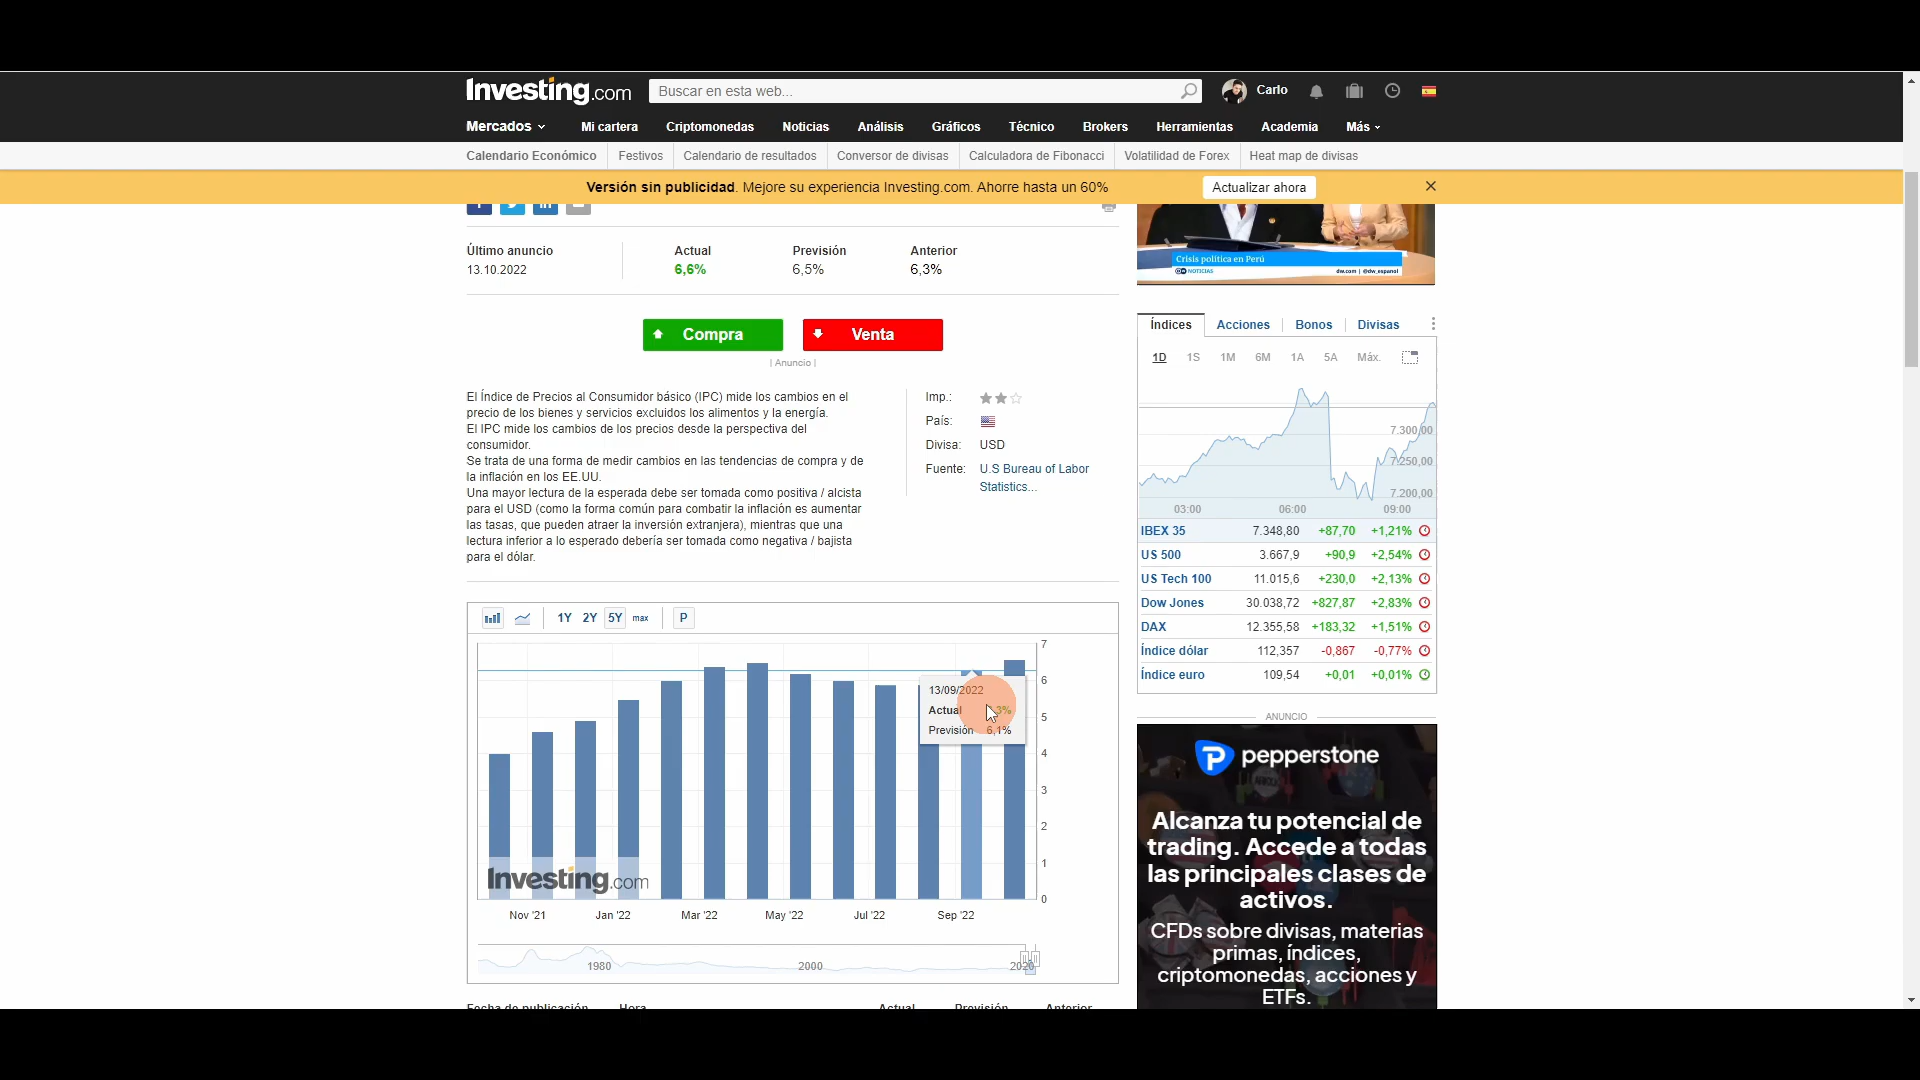 Investing.com
Buscar en esta web...
Carlo
Mercados Mi cartera Criptomonedas Noticias Análisis Gráficos Técnico Brokers Herramientas Academia Más
Calendario Económico Festivos Calendario de resultados Conversor de divisas Calculadora de Fibonacci Volatilidad de Forex Heat map de divisas
Versión sin publicidad. Mejore su experiencia Investing.com. Ahorre hasta un 60% Actualizar ahora
Último anuncio Actual Previsión Anterior
13.10.2022 6,6% 6,5% 6,3%
Compra Venta
| Anuncio |
El Índice de Precios al Consumidor básico (IPC) mide los cambios en el
precio de los bienes y servicios excluidos los alimentos y la energía.
El IPC mide los cambios de los precios desde la perspectiva del
consumidor.
Se trata de una forma de medir cambios en las tendencias de compra y de
la inflación en los EE.UU.
Una mayor lectura de la esperada debe ser tomada como positiva / alcista
para el USD (como la forma común para combatir la inflación es aumentar
las tasas, que pueden atraer la inversión extranjera), mientras que una
lectura inferior a lo esperado debería ser tomada como negativa / bajista
para el dólar.
Imp.:
País:
Divisa: USD
Fuente: U.S Bureau of Labor
Statistics...
1Y 2Y 5Y max P
7
6
5
4
3
2
1
0
13/09/2022
Actual
Previsión 6,1%
Investing.com
Nov '21 Jan '22 Mar '22 May '22 Jul '22 Sep '22
1980 2000 2020
Fecha de publicación Hora Actual Previsión Anterior
Crisis política en Perú
DW NOTICIAS dw.com | @dw_espanol
Índices Acciones Bonos Divisas
1D 1S 1M 6M 1A 5A Máx.
7.300,00
7.250,00
7.200,00
03:00 06:00 09:00
IBEX 35 7.348,80 +87,70 +1,21%
US 500 3.667,9 +90,9 +2,54%
US Tech 100 11.015,6 +230,0 +2,13%
Dow Jones 30.038,72 +827,87 +2,83%
DAX 12.355,58 +183,32 +1,51%
Índice dólar 112,357 -0,867 -0,77%
Índice euro 109,54 +0,01 +0,01%
ANUNCIO
pepperstone
Alcanza tu potencial de
trading. Accede a todas
las principales clases de
activos.
CFDs sobre divisas, materias
primas, índices,
criptomonedas, acciones y
ETFs.